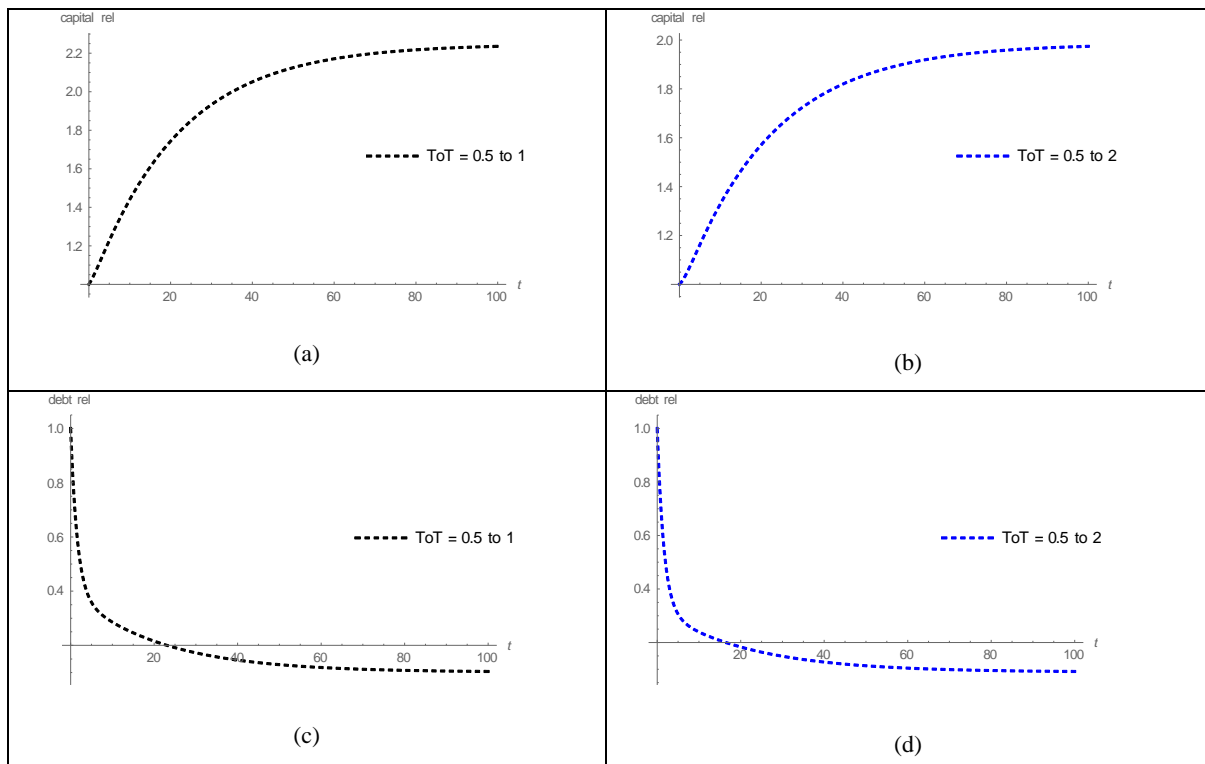 capital rel
2.2
2.0
1.8
1.6
1.4
1.2
20 40 60 80 100 t
ToT = 0.5 to 1
(a)
capital rel
2.0
1.8
1.6
1.4
1.2
20 40 60 80 100 t
ToT = 0.5 to 2
(b)
debt rel
1.0
0.8
0.6
0.4
20 40 60 80 100 t
ToT = 0.5 to 1
(c)
debt rel
1.0
0.8
0.6
0.4
20 40 60 80 100 t
ToT = 0.5 to 2
(d)